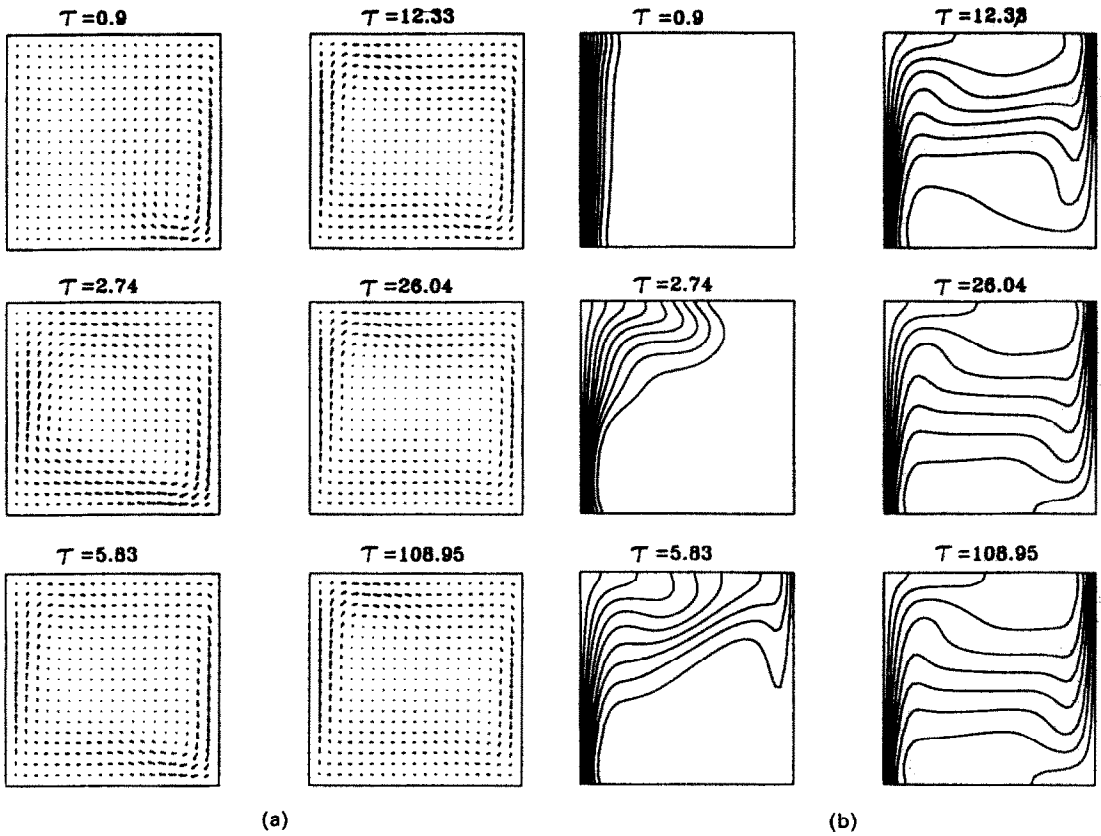 τ =0.9
τ =12.33
τ =0.9
τ =12.33
τ =2.74
τ =26.04
τ =2.74
τ =26.04
τ =5.83
τ =108.95
τ =5.83
τ =108.95
(a)
(b)